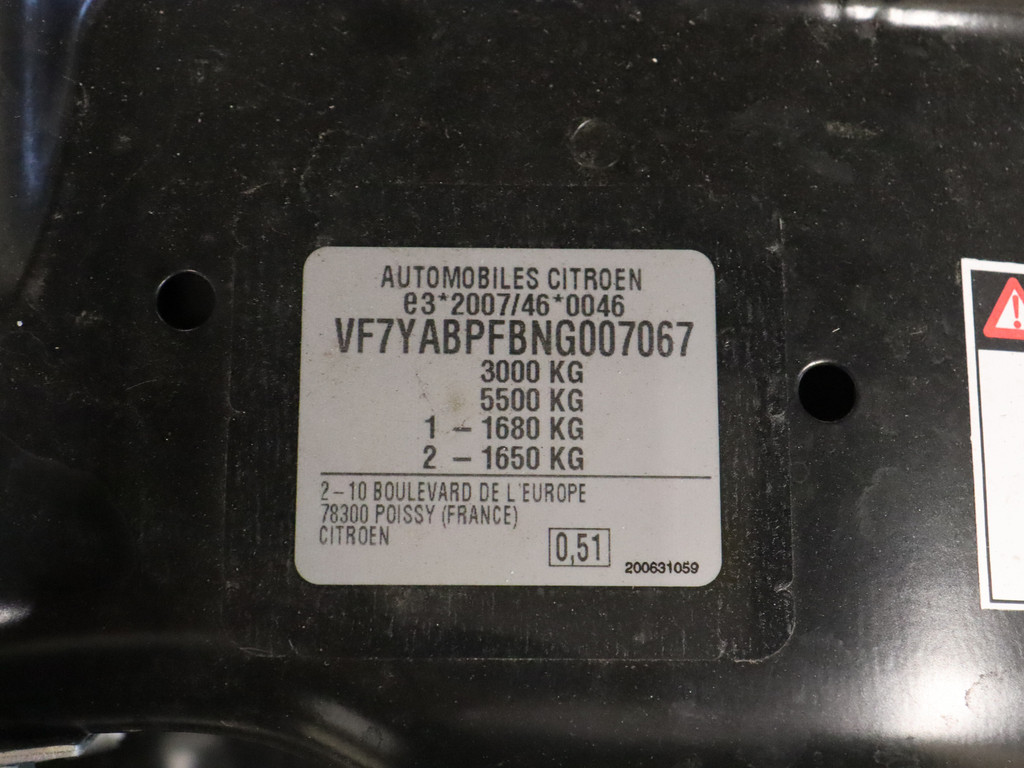 AUTOMOBILES CITROEN
e3*2007/46*0046
VF7YABPFBNG007067
3000 KG
5500 KG
1 – 1680 KG
2 – 1650 KG
2 – 10 BOULEVARD DE L'EUROPE
78300 POISSY (FRANCE)
CITROEN
0,51
200631059